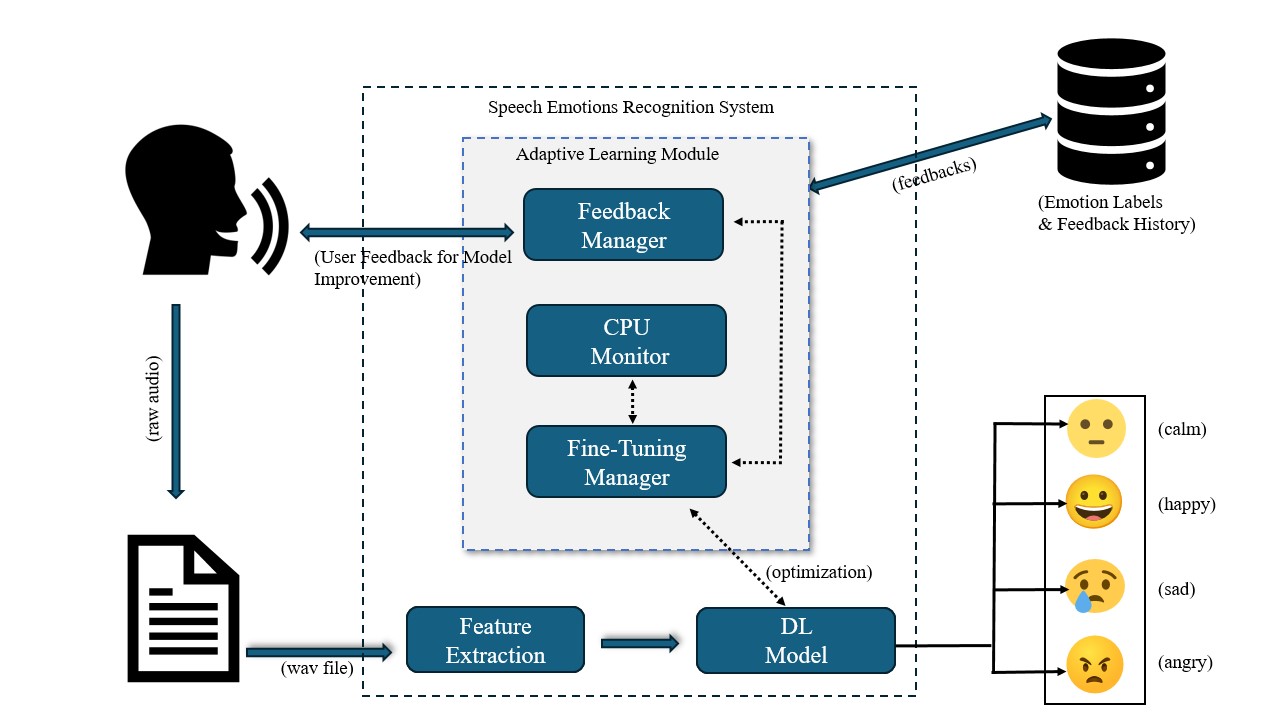 Speech Emotions Recognition System
Adaptive Learning Module
Feedback
Manager
(feedbacks)
(Emotion Labels
& Feedback History)
(User Feedback for Model
Improvement)
CPU
Monitor
(raw audio)
Fine-Tuning
Manager
(optimization)
Feature
Extraction
DL
Model
(wav file)
(calm)
(happy)
(sad)
(angry)